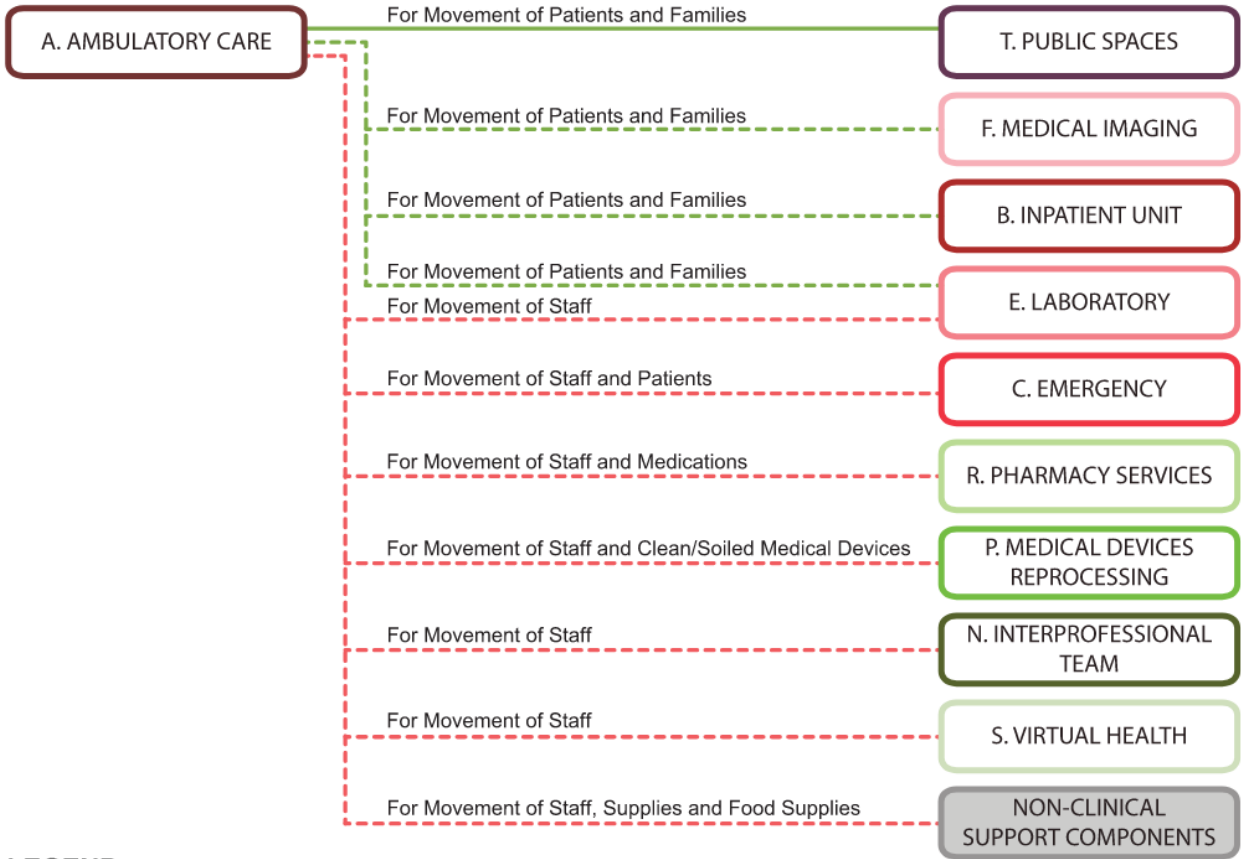 A. AMBULATORY CARE
For Movement of Patients and Families
T. PUBLIC SPACES
For Movement of Patients and Families
F. MEDICAL IMAGING
For Movement of Patients and Families
B. INPATIENT UNIT
For Movement of Patients and Families
For Movement of Staff
E. LABORATORY
For Movement of Staff and Patients
C. EMERGENCY
For Movement of Staff and Medications
R. PHARMACY SERVICES
For Movement of Staff and Clean/Soiled Medical Devices
P. MEDICAL DEVICES
REPROCESSING
For Movement of Staff
N. INTERPROFESSIONAL
TEAM
For Movement of Staff
S. VIRTUAL HEALTH
For Movement of Staff, Supplies and Food Supplies
NON-CLINICAL
SUPPORT COMPONENTS